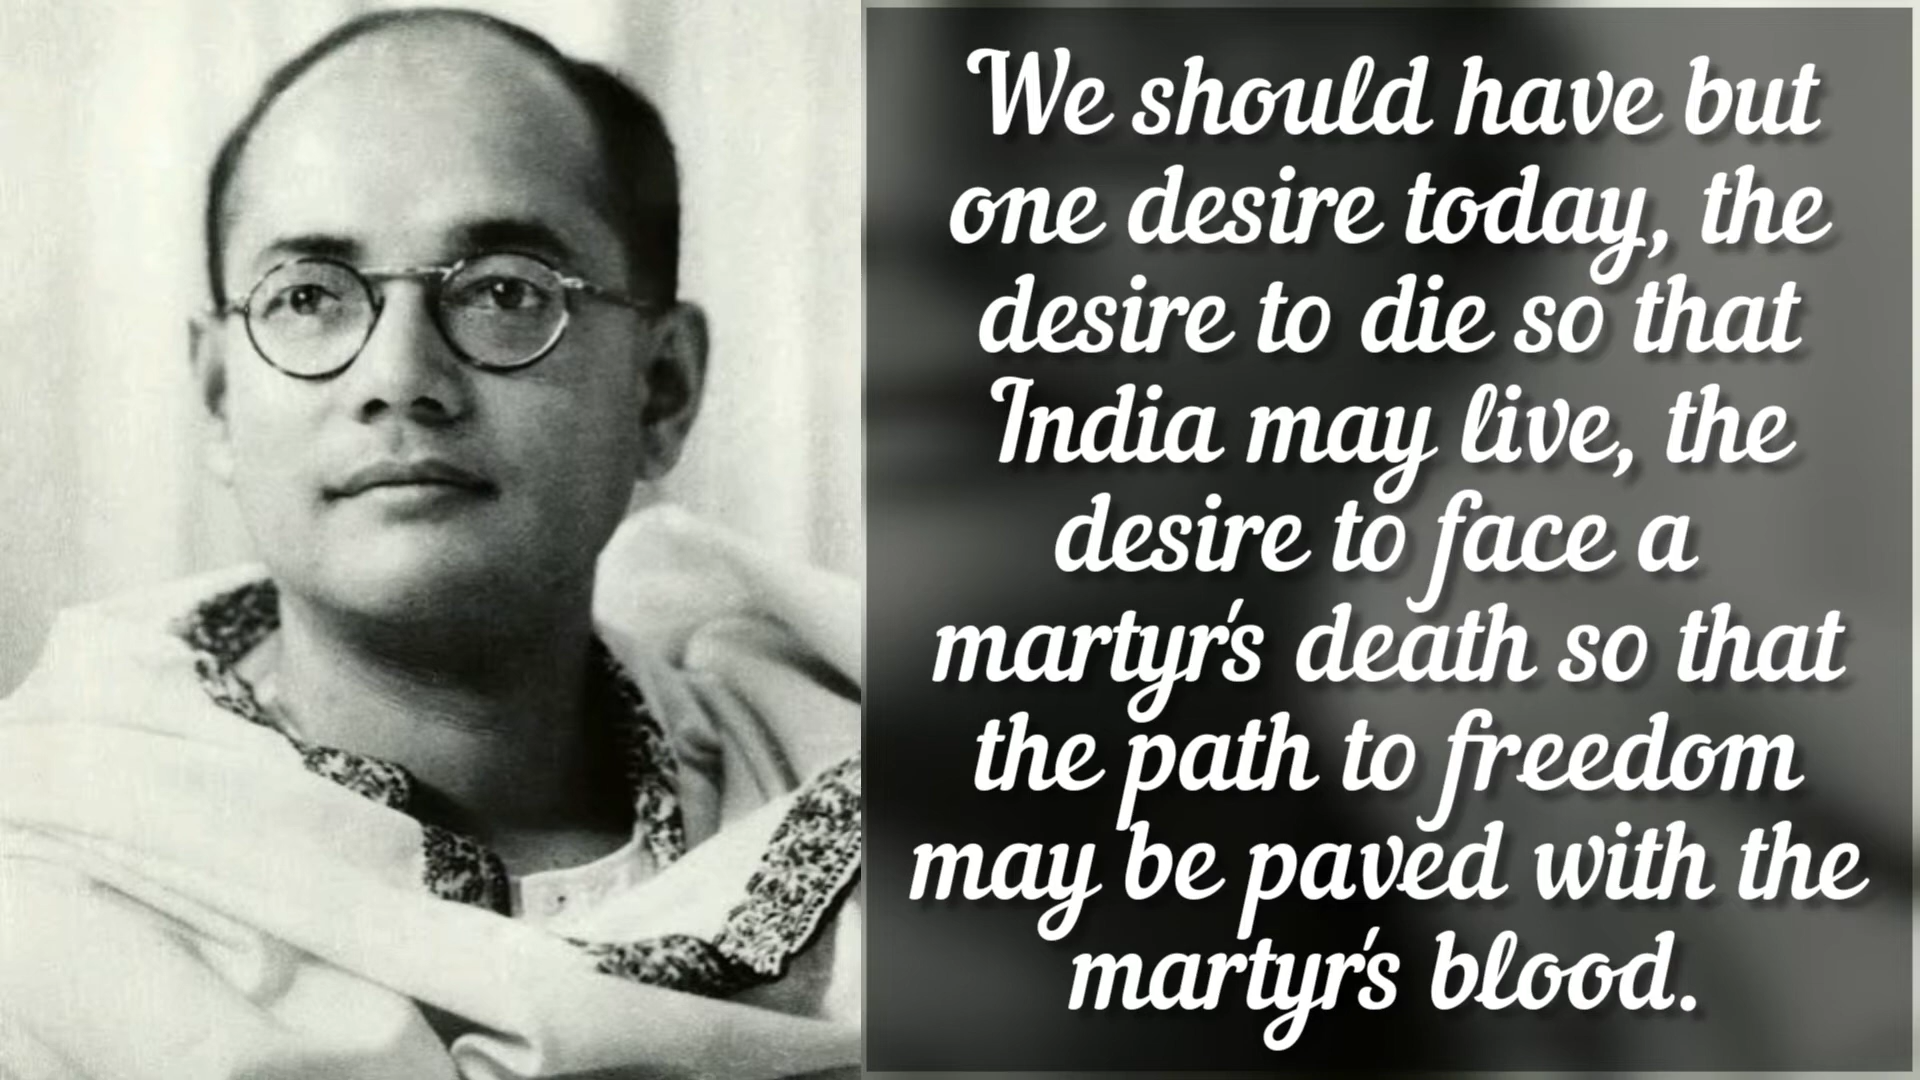 We should have but
one desire today, the
desire to die so that
India may live, the
desire to face a
martyr's death so that
the path to freedom
may be paved with the
martyr's blood.